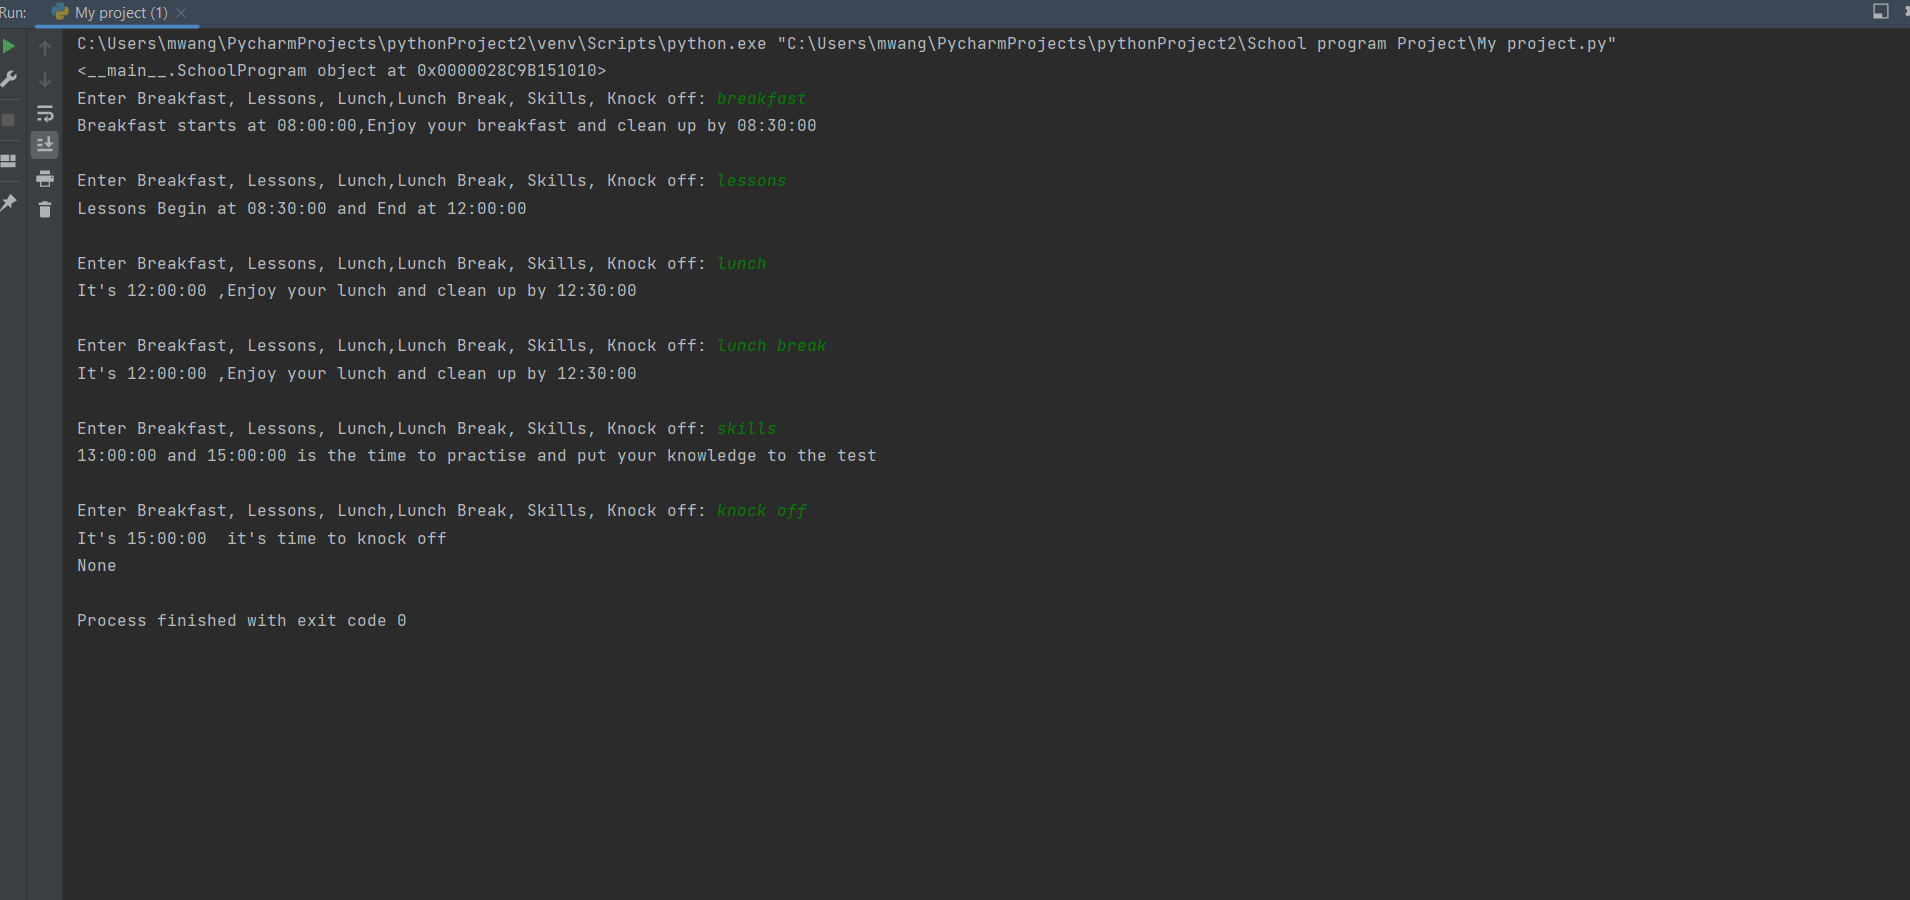 Run: My project (1)
C:\Users\mwang\PycharmProjects\pythonProject2\venv\Scripts\python.exe "C:\Users\mwang\PycharmProjects\pythonProject2\School program Project\My project.py"
<__main__.SchoolProgram object at 0x0000028C9B151010>
Enter Breakfast, Lessons, Lunch,Lunch Break, Skills, Knock off: breakfast
Breakfast starts at 08:00:00,Enjoy your breakfast and clean up by 08:30:00
Enter Breakfast, Lessons, Lunch,Lunch Break, Skills, Knock off: lessons
Lessons Begin at 08:30:00 and End at 12:00:00
Enter Breakfast, Lessons, Lunch,Lunch Break, Skills, Knock off: lunch
It's 12:00:00 ,Enjoy your lunch and clean up by 12:30:00
Enter Breakfast, Lessons, Lunch,Lunch Break, Skills, Knock off: lunch break
It's 12:00:00 ,Enjoy your lunch and clean up by 12:30:00
Enter Breakfast, Lessons, Lunch,Lunch Break, Skills, Knock off: skills
13:00:00 and 15:00:00 is the time to practise and put your knowledge to the test
Enter Breakfast, Lessons, Lunch,Lunch Break, Skills, Knock off: knock off
It's 15:00:00  it's time to knock off
None
Process finished with exit code 0